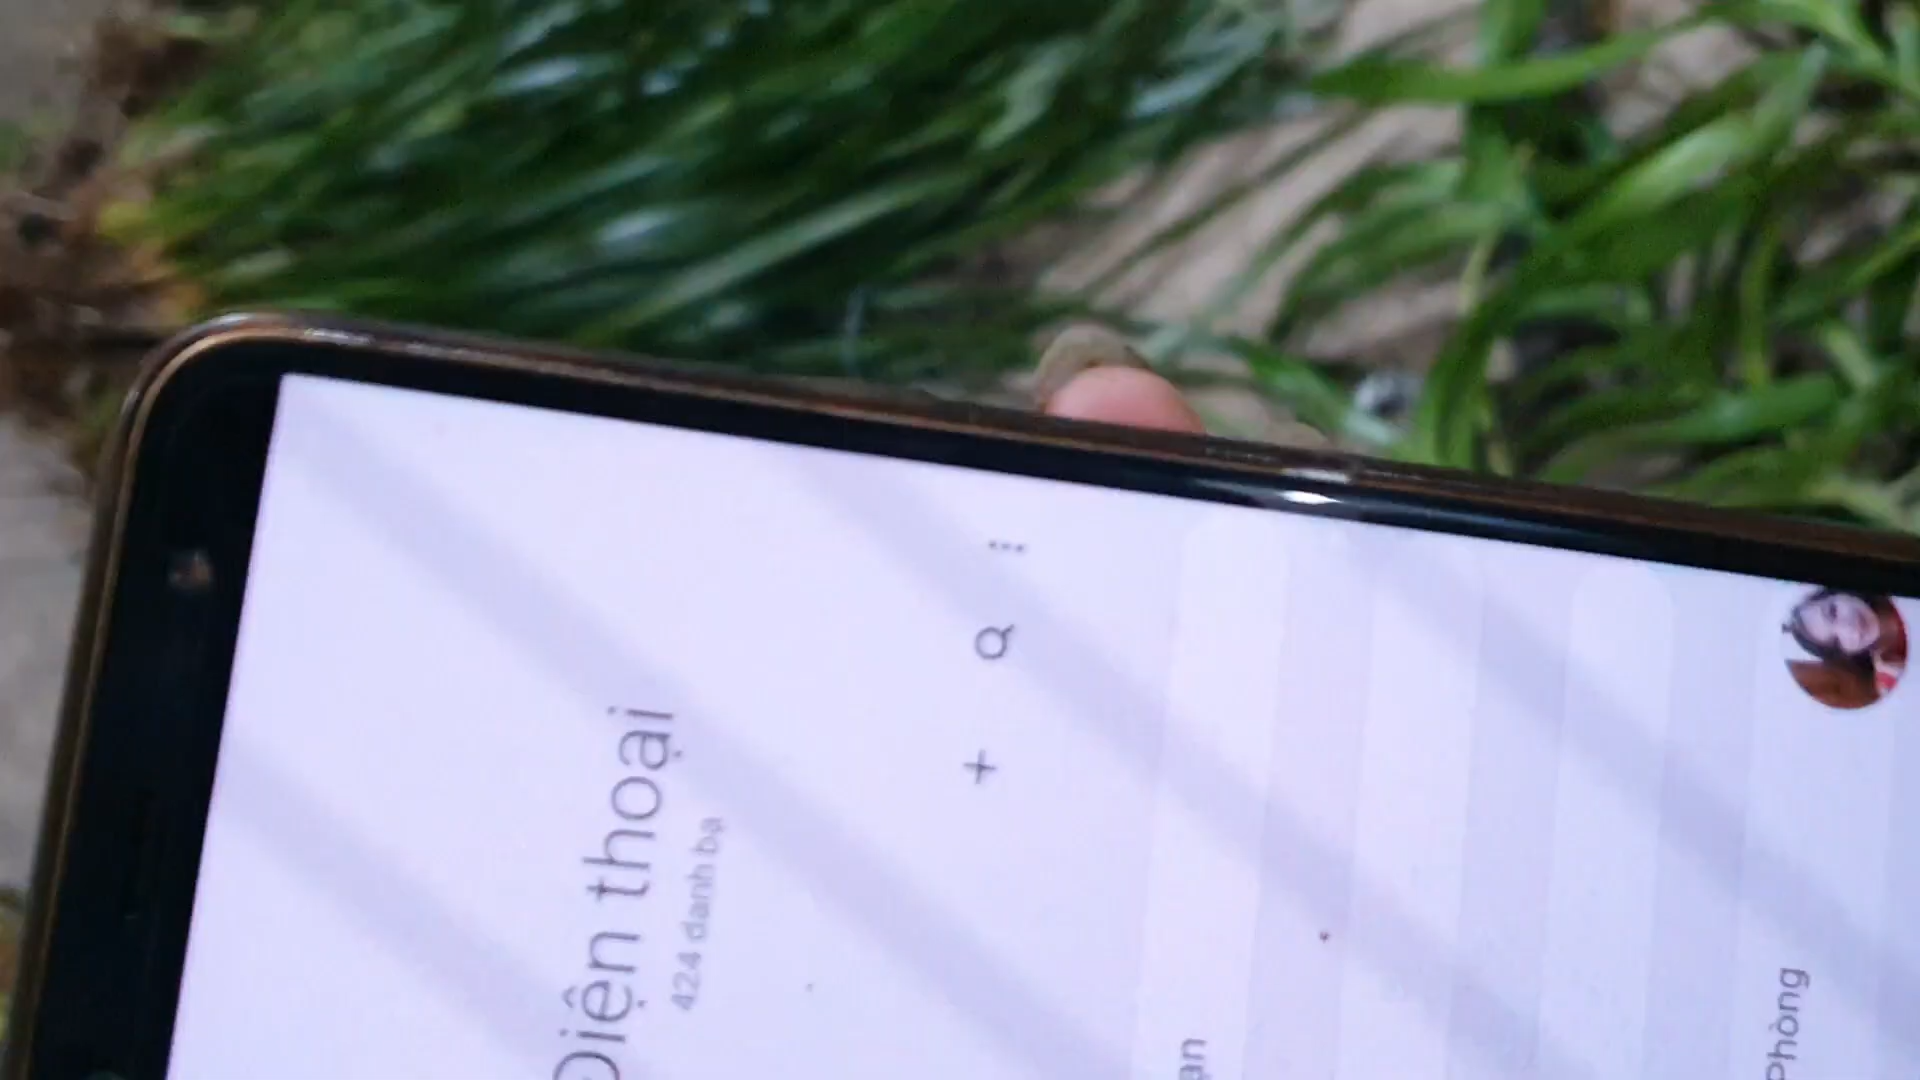 Điện thoại
424 danh bạ
Phòng